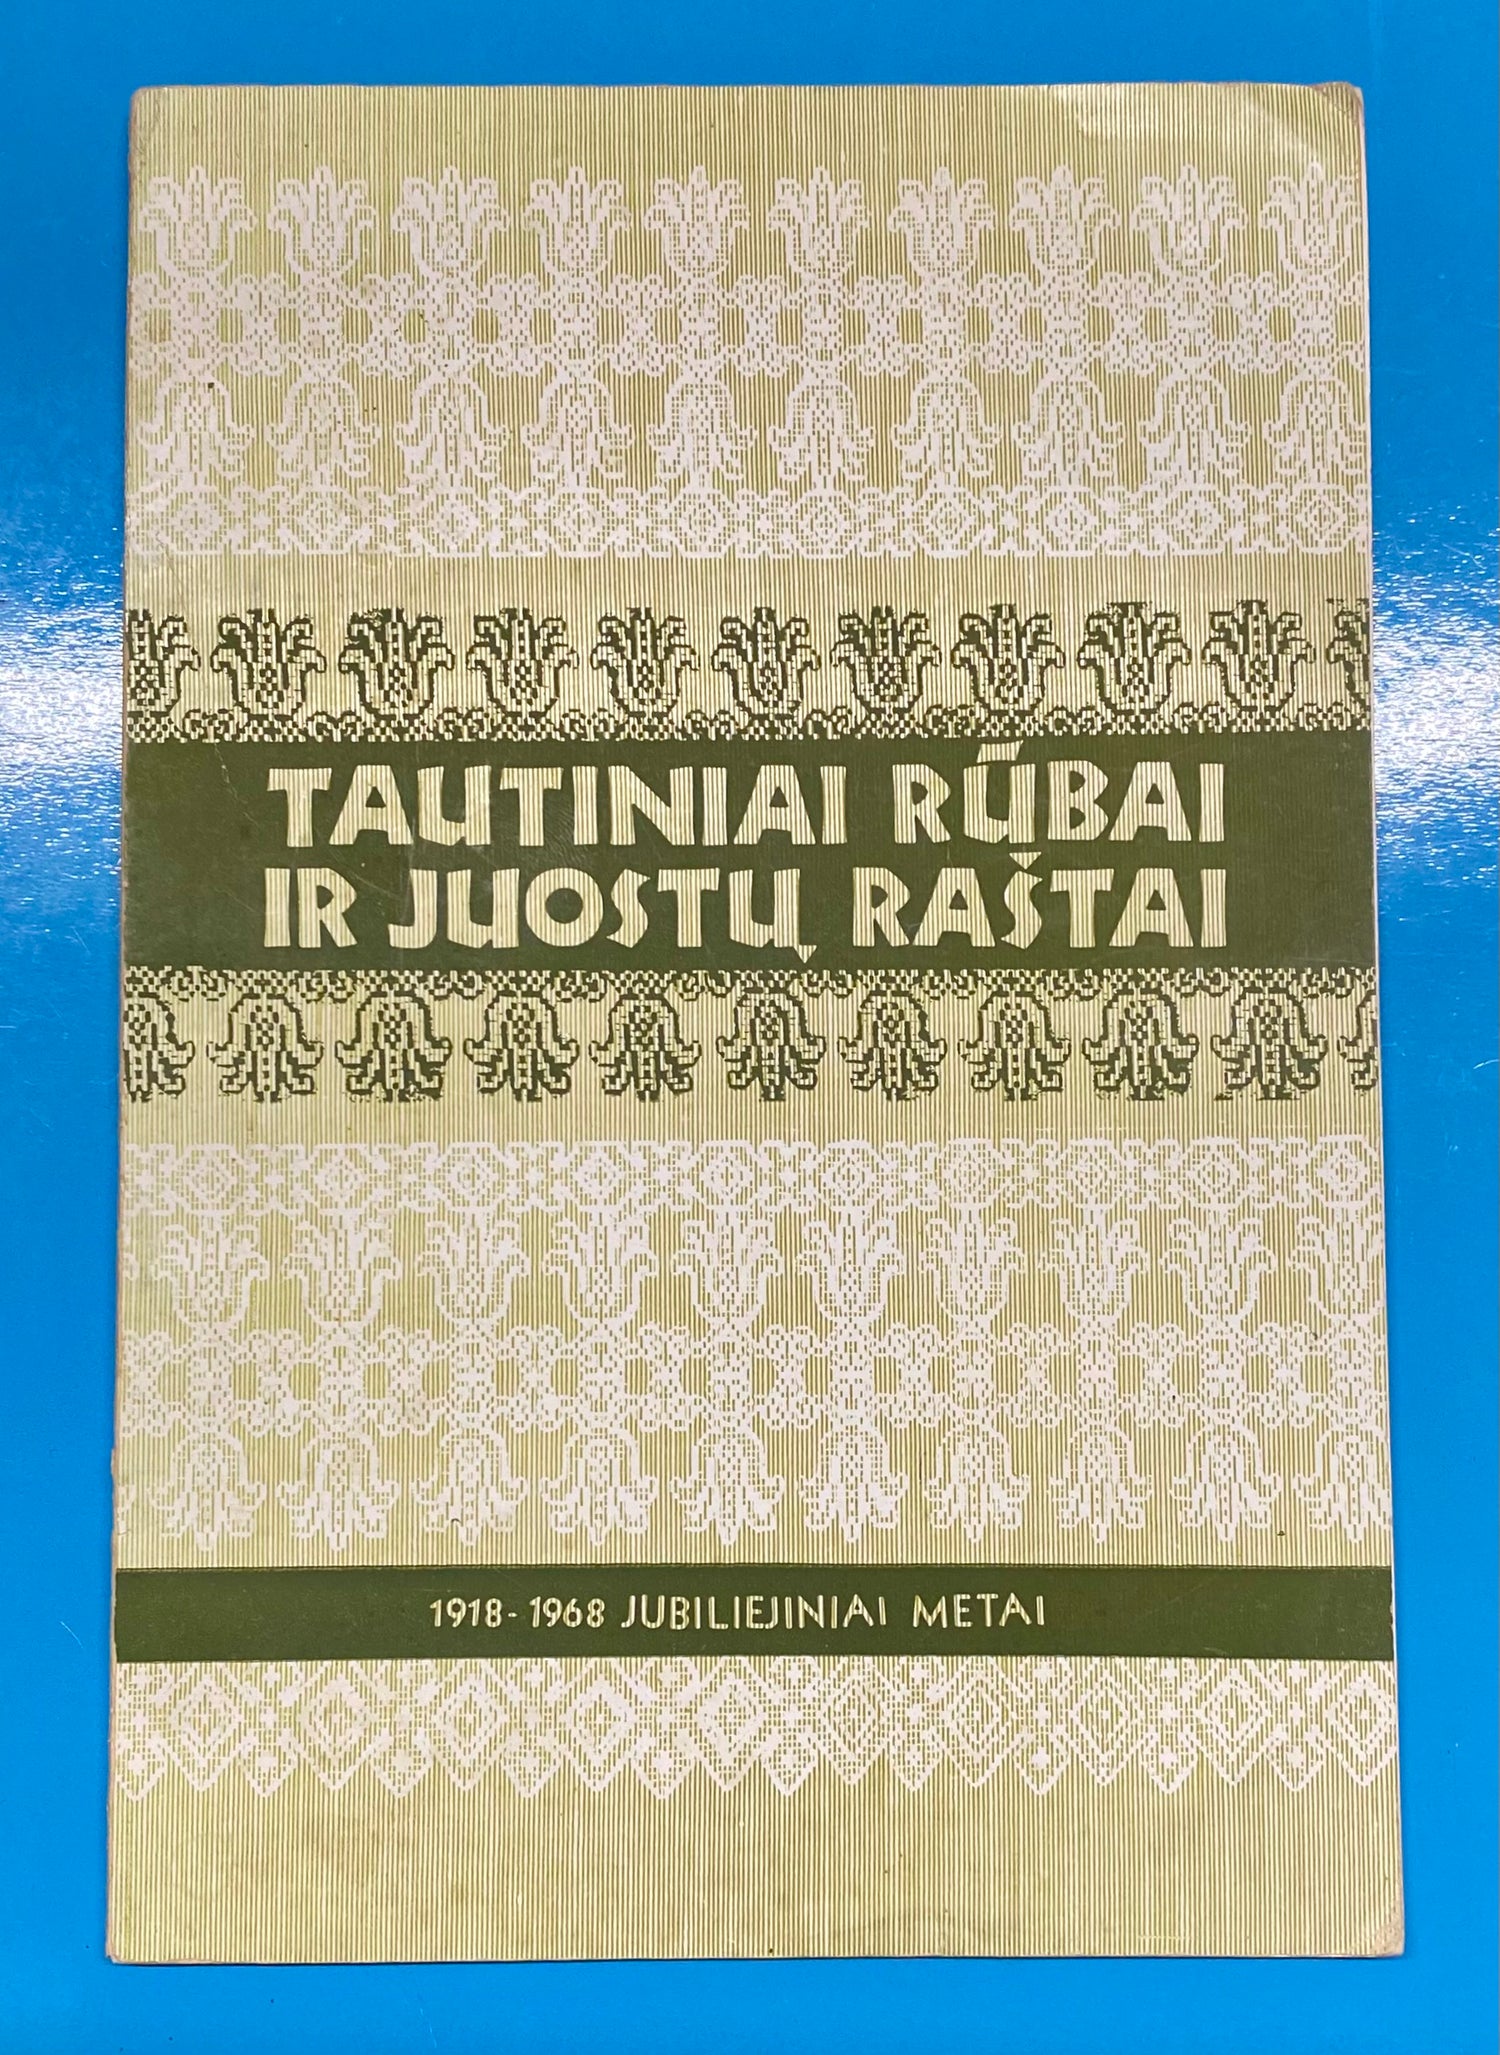 TAUTINIAI RŪBAI
IR JUOSTŲ RAŠTAI
1918-1968 JUBILIEJINIAI METAI